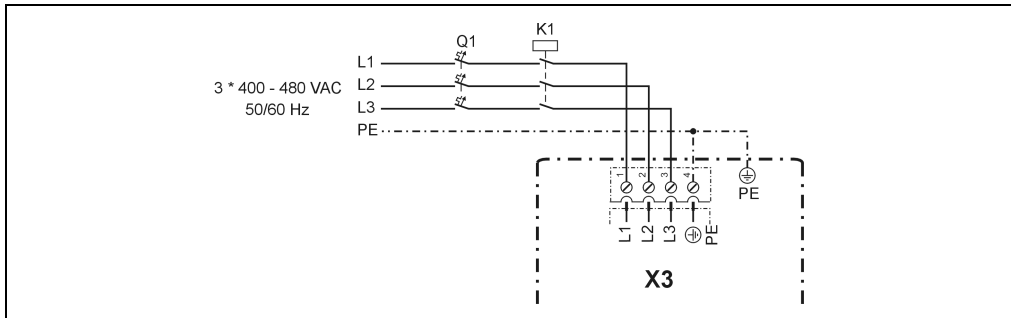 K1
Q1
L1
3 * 400 - 480 VAC
L2
50/60 Hz
L3
PE
1
2
3
4
PE
L1
L2
L3
PE
X3